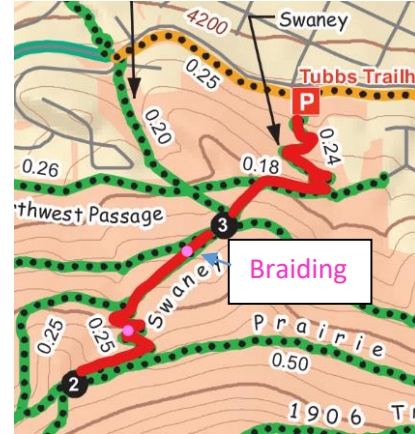 4200
Swaney
0.25
Tubbs Trailh
P
0.20
0.24
0.26
0.18
rthwest Passage
3
Braiding
Swaney
0.25
0.25
Prairie
2
0.50
1906 Tr